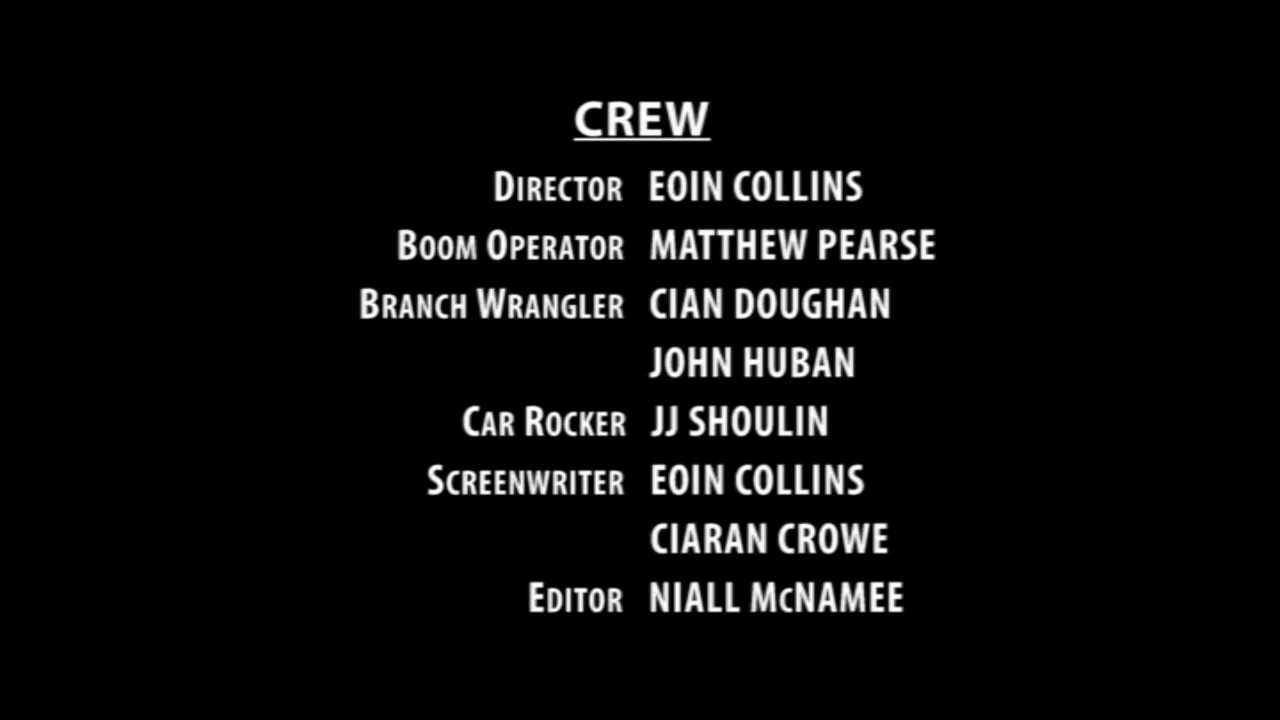 CREW
Director EOIN COLLINS
Boom Operator MATTHEW PEARSE
Branch Wrangler CIAN DOUGHAN
JOHN HUBAN
Car Rocker JJ SHOULIN
Screenwriter EOIN COLLINS
CIARAN CROWE
Editor NIALL McNAMEE